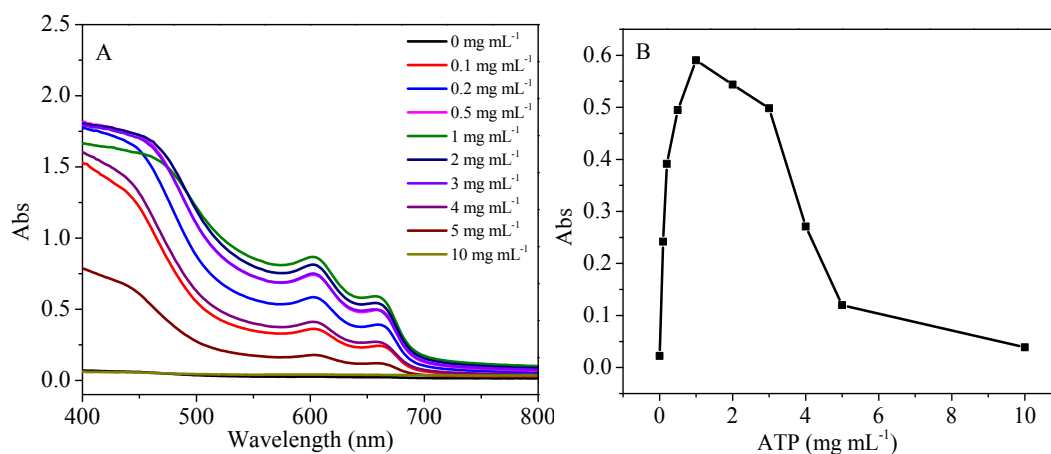 A
2.5
2.0
1.5
1.0
0.5
0.0
Abs
400
500
600
700
800
Wavelength (nm)
0 mg mL⁻¹
0.1 mg mL⁻¹
0.2 mg mL⁻¹
0.5 mg mL⁻¹
1 mg mL⁻¹
2 mg mL⁻¹
3 mg mL⁻¹
4 mg mL⁻¹
5 mg mL⁻¹
10 mg mL⁻¹
B
0.6
0.5
0.4
0.3
0.2
0.1
0.0
Abs
0
2
4
6
8
10
ATP (mg mL⁻¹)